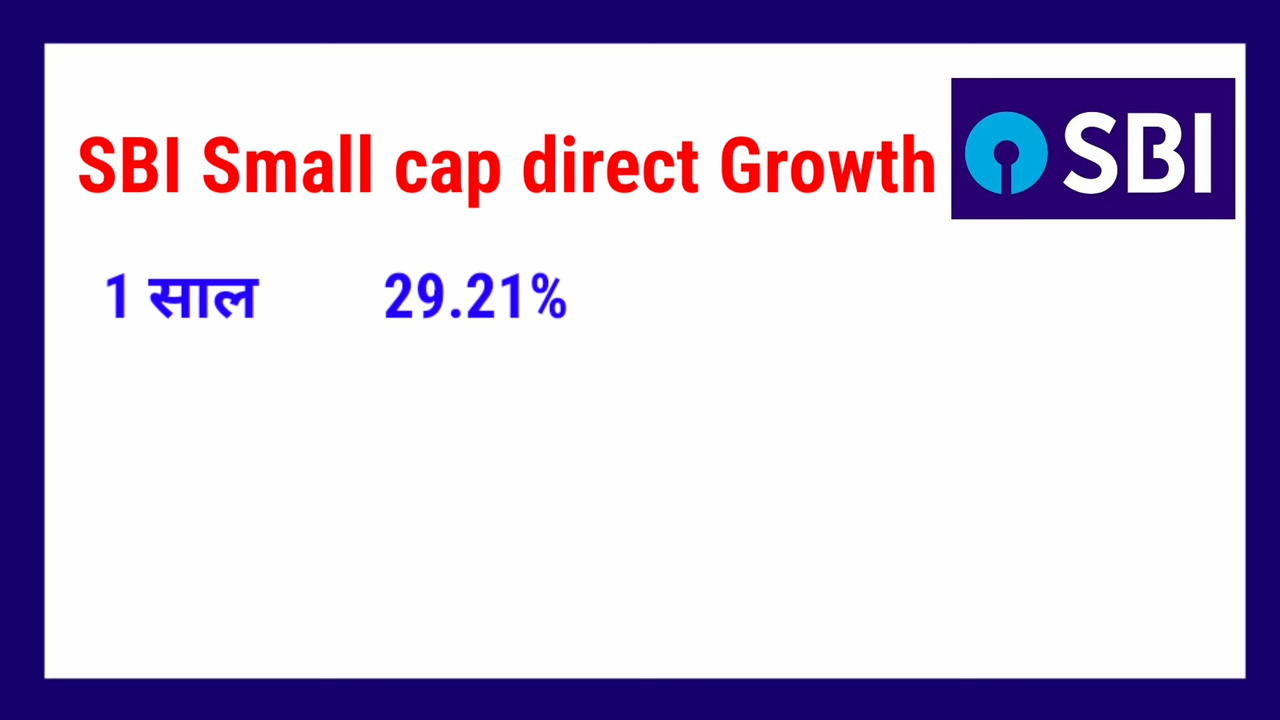 SBI Small cap direct Growth
SBI
1 साल 29.21%